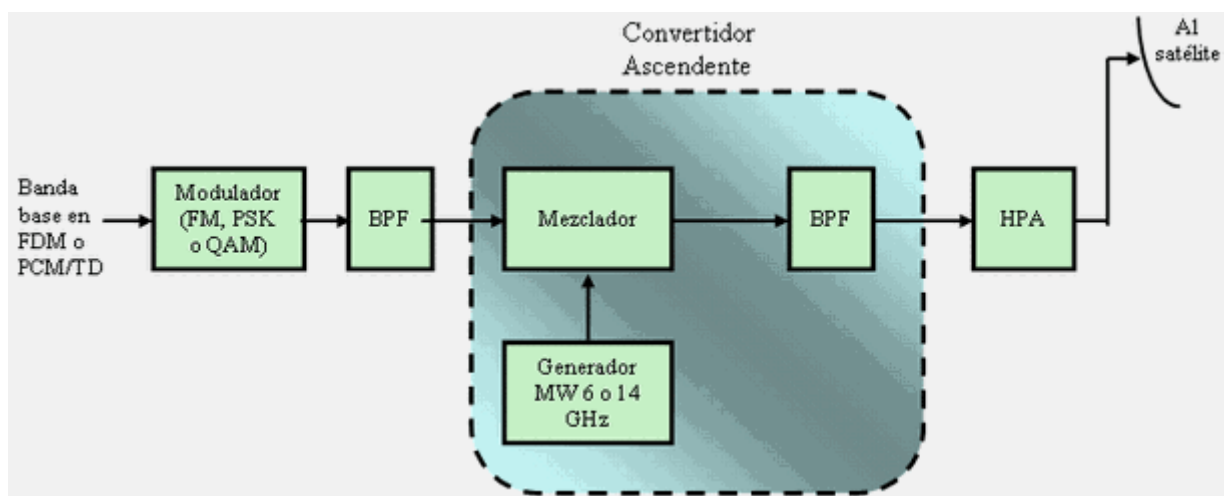 Convertidor
Ascendente
Al
satélite
Banda
base en
FDM o
PCM/TD
Modulador
(FM, PSK
o QAM)
BPF
Mezclador
BPF
HPA
Generador
MW 6 o 14
GHz